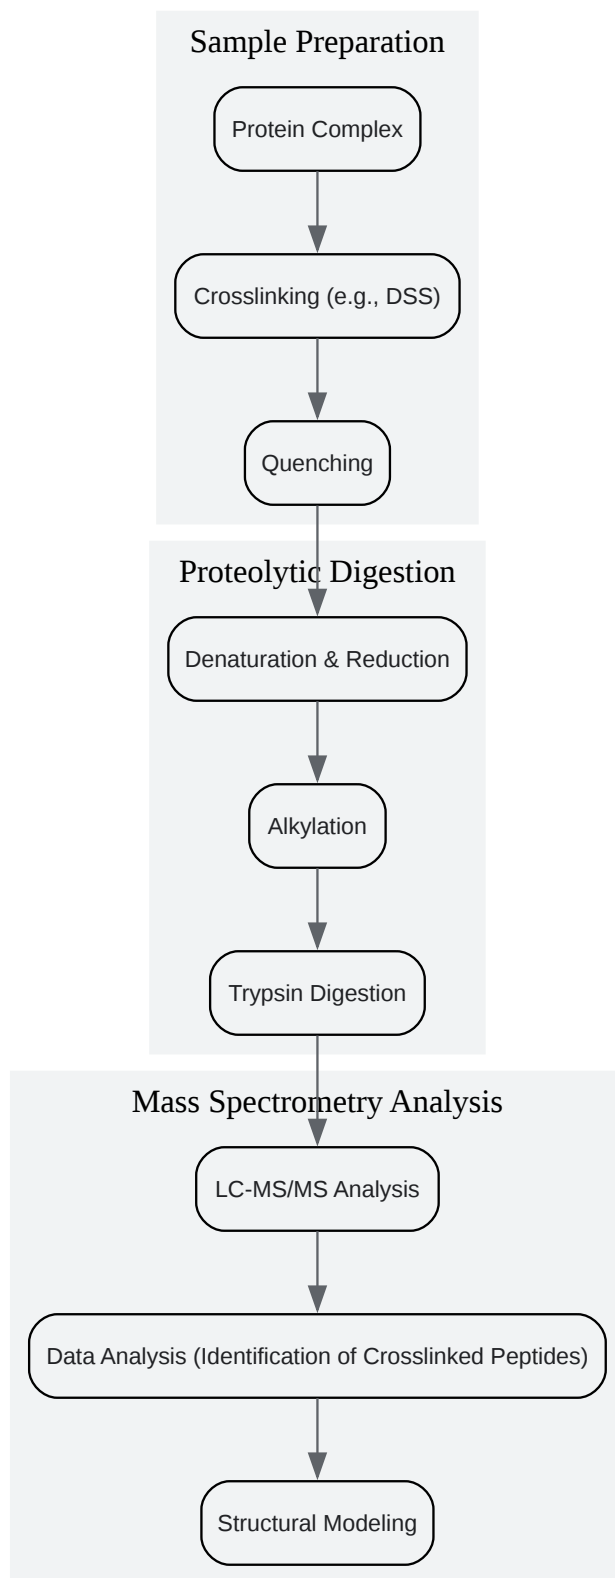 Sample Preparation
Protein Complex
Crosslinking (e.g., DSS)
Quenching
Proteolytic Digestion
Denaturation & Reduction
Alkylation
Trypsin Digestion
Mass Spectrometry Analysis
LC-MS/MS Analysis
Data Analysis (Identification of Crosslinked Peptides)
Structural Modeling